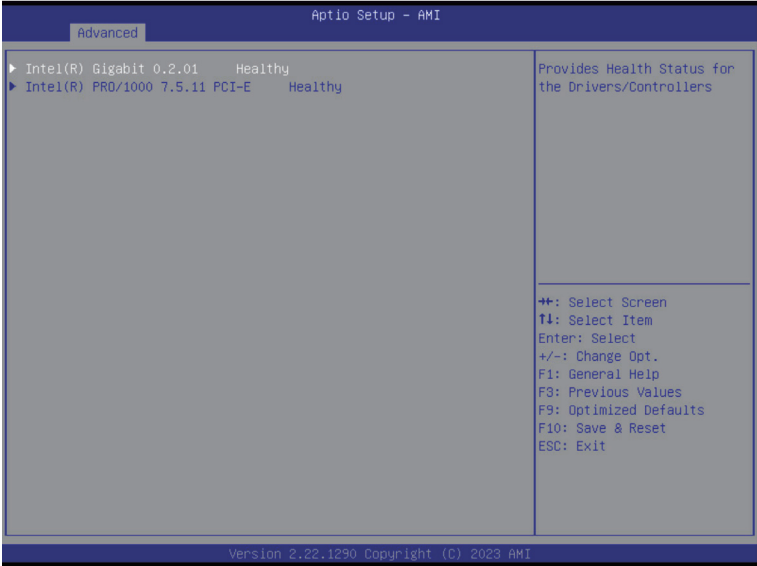 Aptio Setup - AMI
Advanced
▶ Intel(R) Gigabit 0.2.01 Healthy
▶ Intel(R) PRO/1000 7.5.11 PCI-E Healthy
Provides Health Status for
the Drivers/Controllers
→←: Select Screen
↑↓: Select Item
Enter: Select
+/-: Change Opt.
F1: General Help
F3: Previous Values
F9: Optimized Defaults
F10: Save & Reset
ESC: Exit
Version 2.22.1290 Copyright (C) 2023 AMI